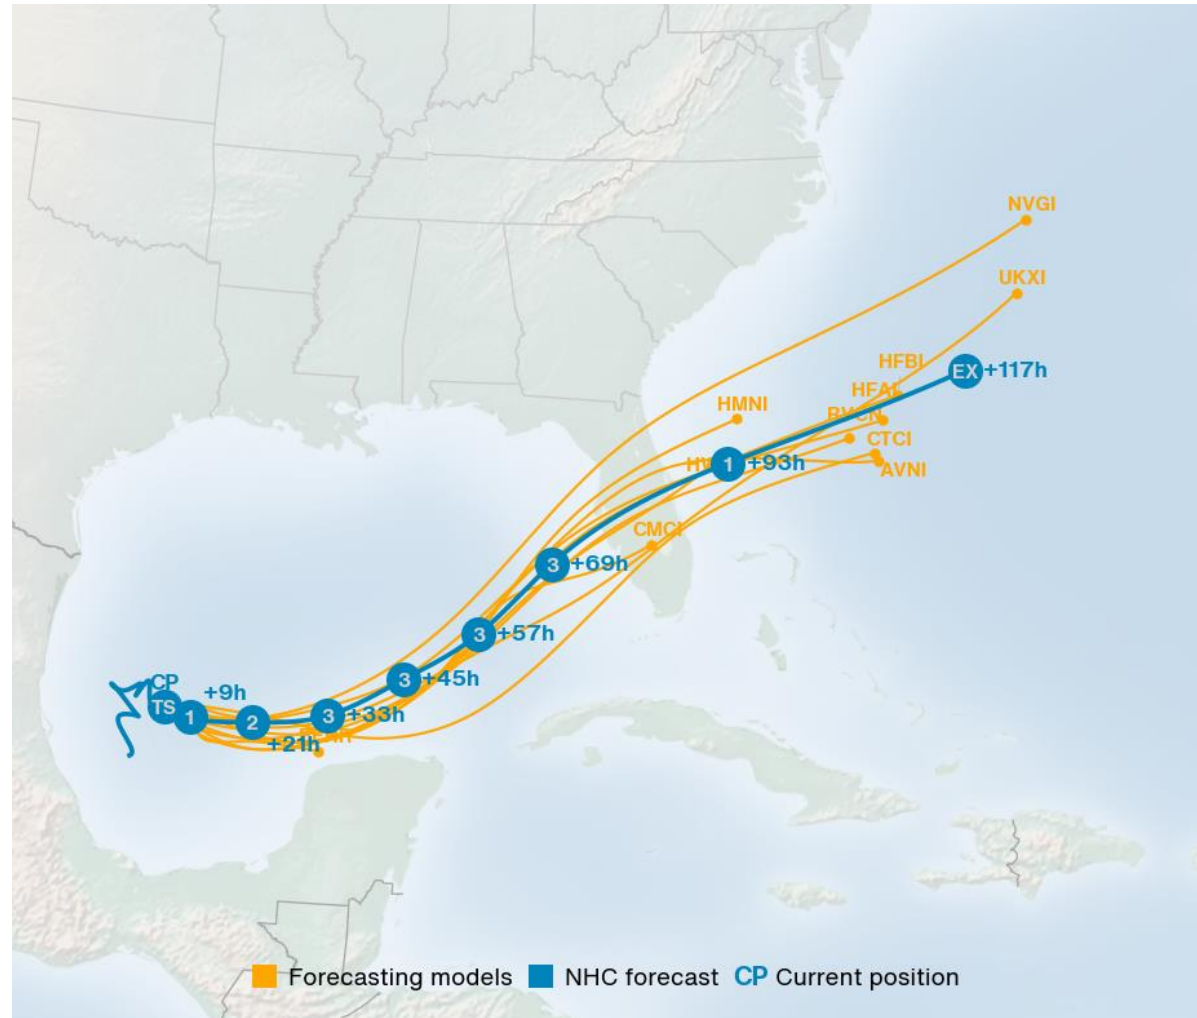 NVGI
UKXI
HFBI
EX +117h
HFAI
HMNI
RVCN
CTCI
1 +93h
AVNI
CMCI
3 +69h
3 +57h
CP
3 +45h
+9h
TS
1
2
3 +33h
+21h
Forecasting models
NHC forecast
CP Current position